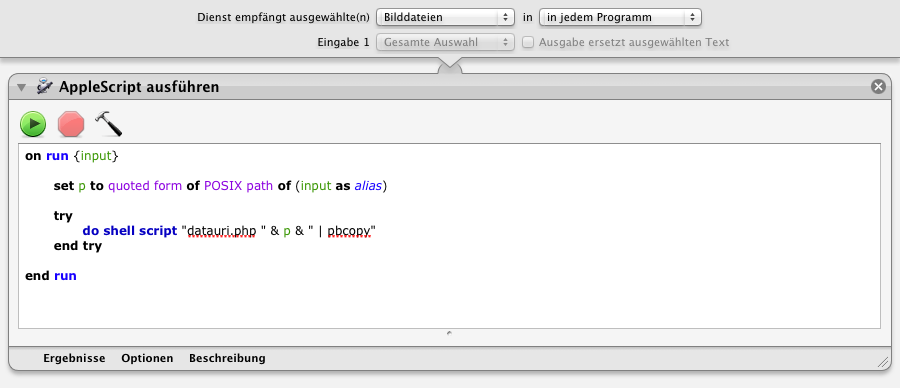 Dienst empfängt ausgewählte(n) Bilddateien in in jedem Programm
Eingabe 1 Gesamte Auswahl Ausgabe ersetzt ausgewählten Text
AppleScript ausführen
on run {input}
set p to quoted form of POSIX path of (input as alias)
try
do shell script "datauri.php " & p & " | pbcopy"
end try
end run
Ergebnisse Optionen Beschreibung